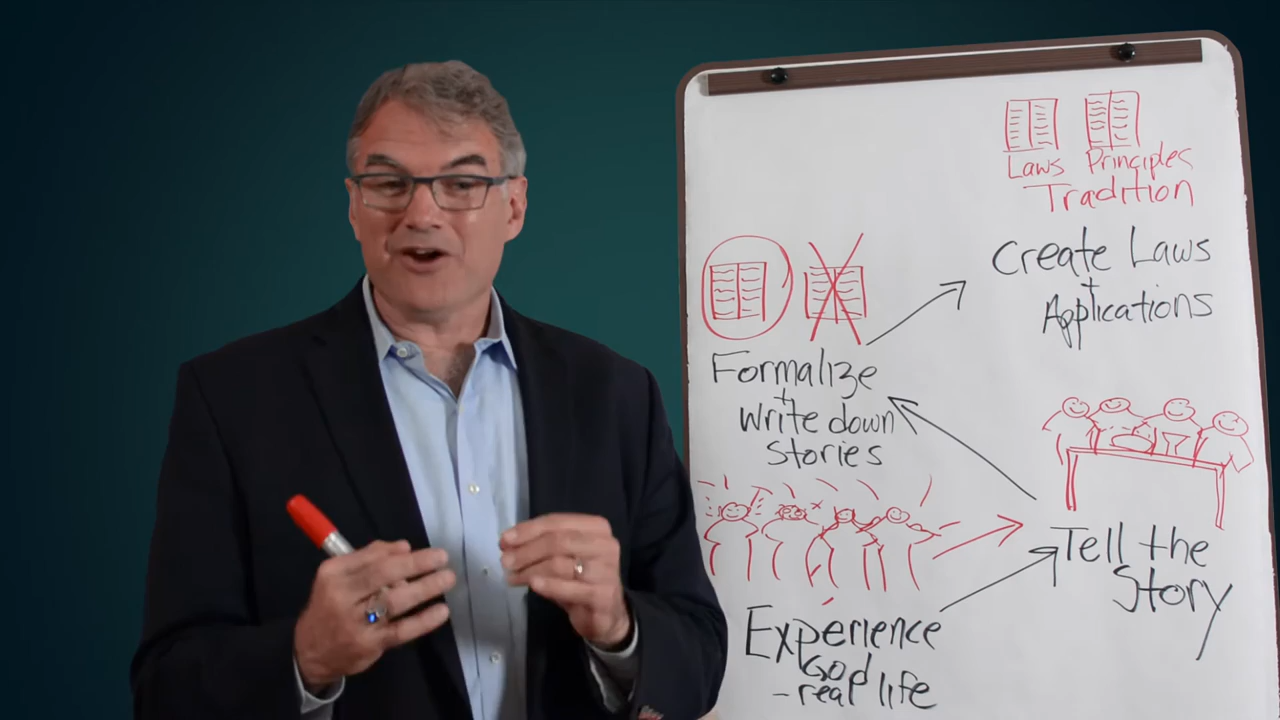 Laws Principles
Tradition
Create Laws
+
Applications
Formalize
+
Write down
Stories
Tell the
Story
Experience
God
- real life